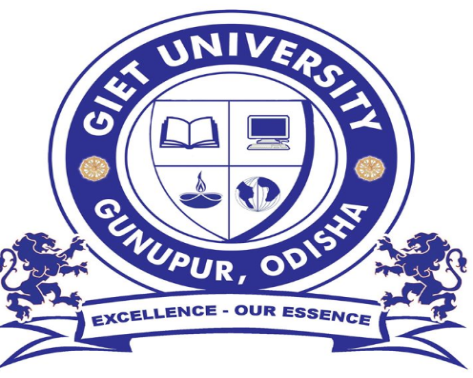 GIET UNIVERSITY
GUNUPUR, ODISHA
EXCELLENCE - OUR ESSENCE